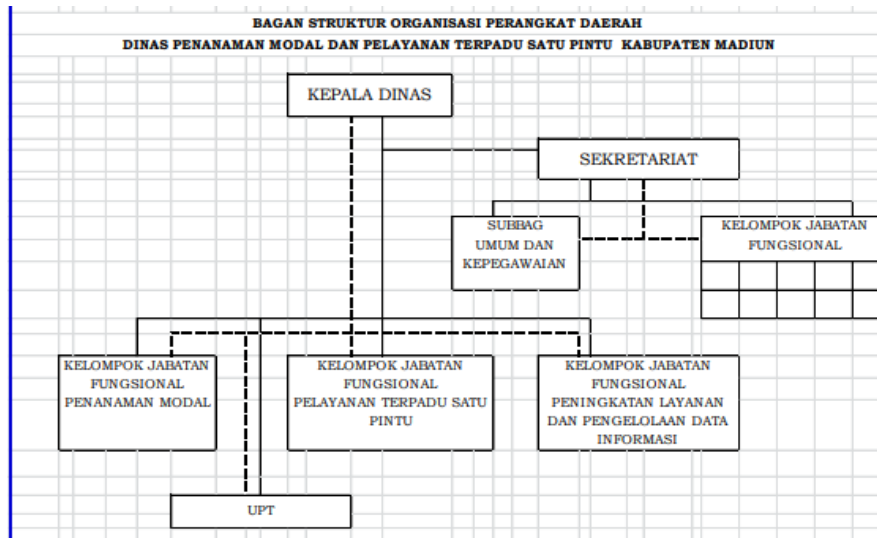 BAGAN STRUKTUR ORGANISASI PERANGKAT DAERAH
DINAS PENANAMAN MODAL DAN PELAYANAN TERPADU SATU PINTU KABUPATEN MADIUN
KEPALA DINAS
SEKRETARIAT
SUBBAG
UMUM DAN
KEPEGAWAIAN
KELOMPOK JABATAN
FUNGSIONAL
KELOMPOK JABATAN
FUNGSIONAL
PENANAMAN MODAL
KELOMPOK JABATAN
FUNGSIONAL
PELAYANAN TERPADU SATU
PINTU
KELOMPOK JABATAN
FUNGSIONAL
PENINGKATAN LAYANAN
DAN PENGELOLAAN DATA
INFORMASI
UPT